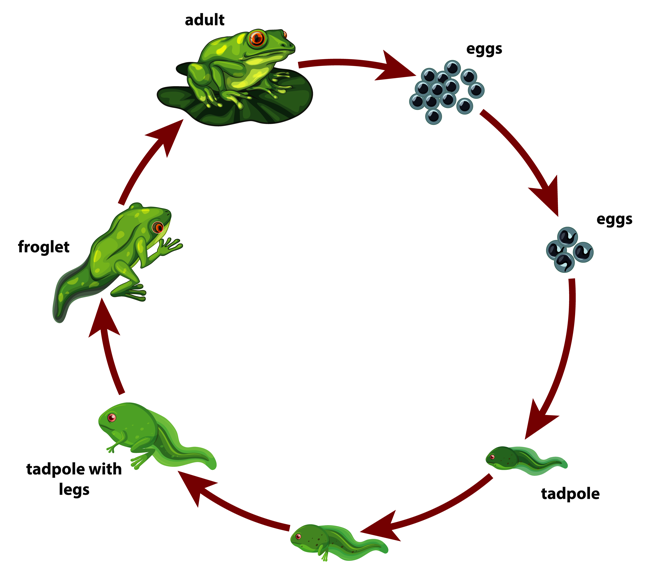 adult
eggs
eggs
froglet
tadpole with
legs
tadpole